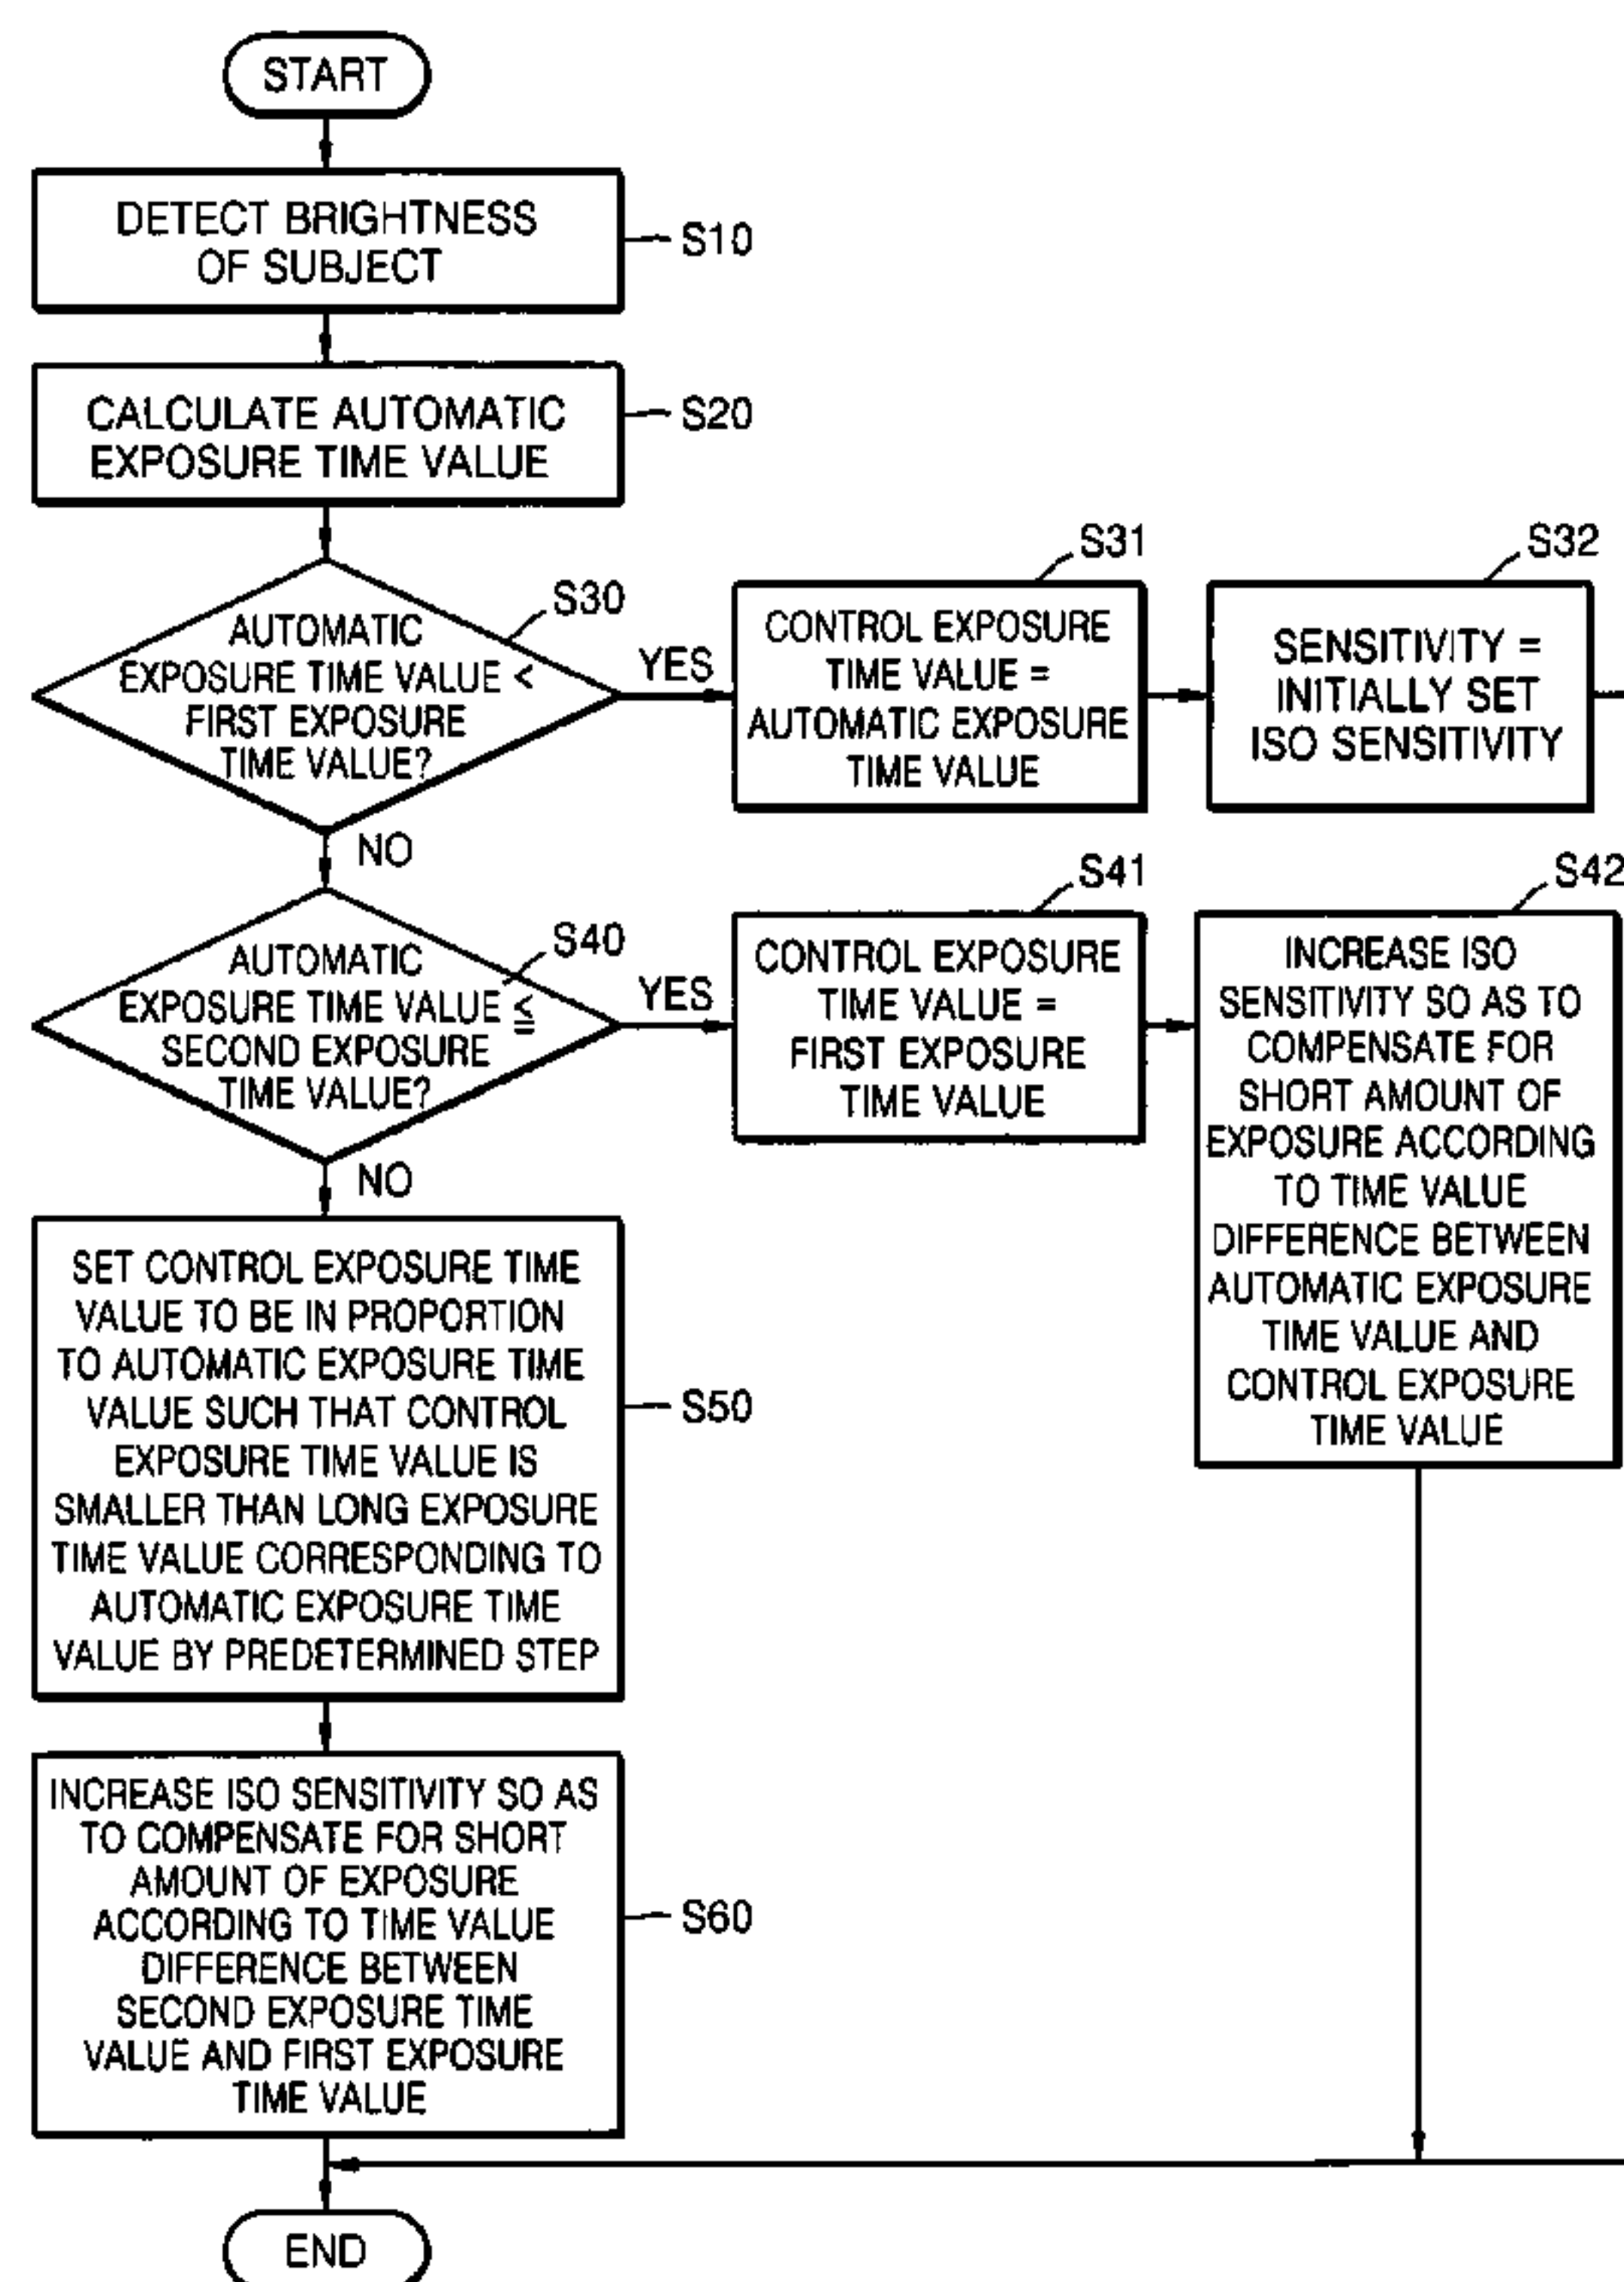 START
DETECT BRIGHTNESS
OF SUBJECT
S10
CALCULATE AUTOMATIC
EXPOSURE TIME VALUE
S20
AUTOMATIC
EXPOSURE TIME VALUE <
FIRST EXPOSURE
TIME VALUE?
S30
YES
NO
CONTROL EXPOSURE
TIME VALUE =
AUTOMATIC EXPOSURE
TIME VALUE
S31
SENSITIVITY =
INITIALLY SET
ISO SENSITIVITY
S32
AUTOMATIC
EXPOSURE TIME VALUE ≦
SECOND EXPOSURE
TIME VALUE?
S40
YES
NO
CONTROL EXPOSURE
TIME VALUE =
FIRST EXPOSURE
TIME VALUE
S41
INCREASE ISO
SENSITIVITY SO AS TO
COMPENSATE FOR
SHORT AMOUNT OF
EXPOSURE ACCORDING
TO TIME VALUE
DIFFERENCE BETWEEN
AUTOMATIC EXPOSURE
TIME VALUE AND
CONTROL EXPOSURE
TIME VALUE
S42
SET CONTROL EXPOSURE TIME
VALUE TO BE IN PROPORTION
TO AUTOMATIC EXPOSURE TIME
VALUE SUCH THAT CONTROL
EXPOSURE TIME VALUE IS
SMALLER THAN LONG EXPOSURE
TIME VALUE CORRESPONDING TO
AUTOMATIC EXPOSURE TIME
VALUE BY PREDETERMINED STEP
S50
INCREASE ISO SENSITIVITY SO AS
TO COMPENSATE FOR SHORT
AMOUNT OF EXPOSURE
ACCORDING TO TIME VALUE
DIFFERENCE BETWEEN
SECOND EXPOSURE TIME
VALUE AND FIRST EXPOSURE
TIME VALUE
S60
END